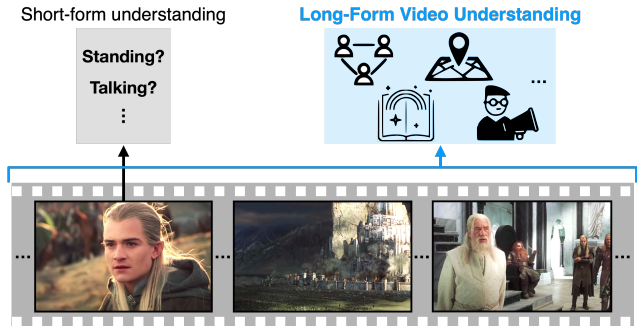 Short-form understanding
Long-Form Video Understanding
Standing?
Talking?
⋮
...
... ... ... ...